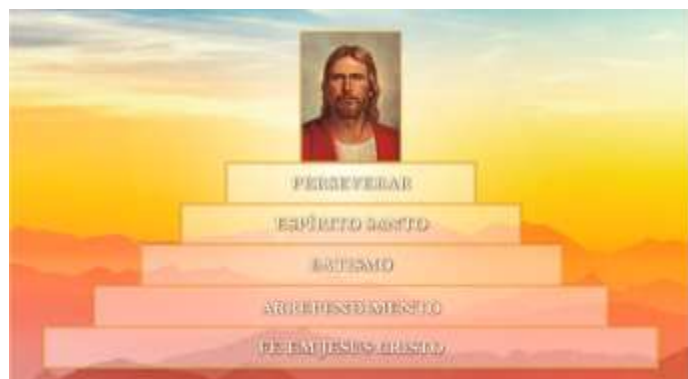 PERSEVERAR
ESPÍRITO SANTO
BATISMO
ARREPENDIMENTO
FÉ EM JESUS CRISTO